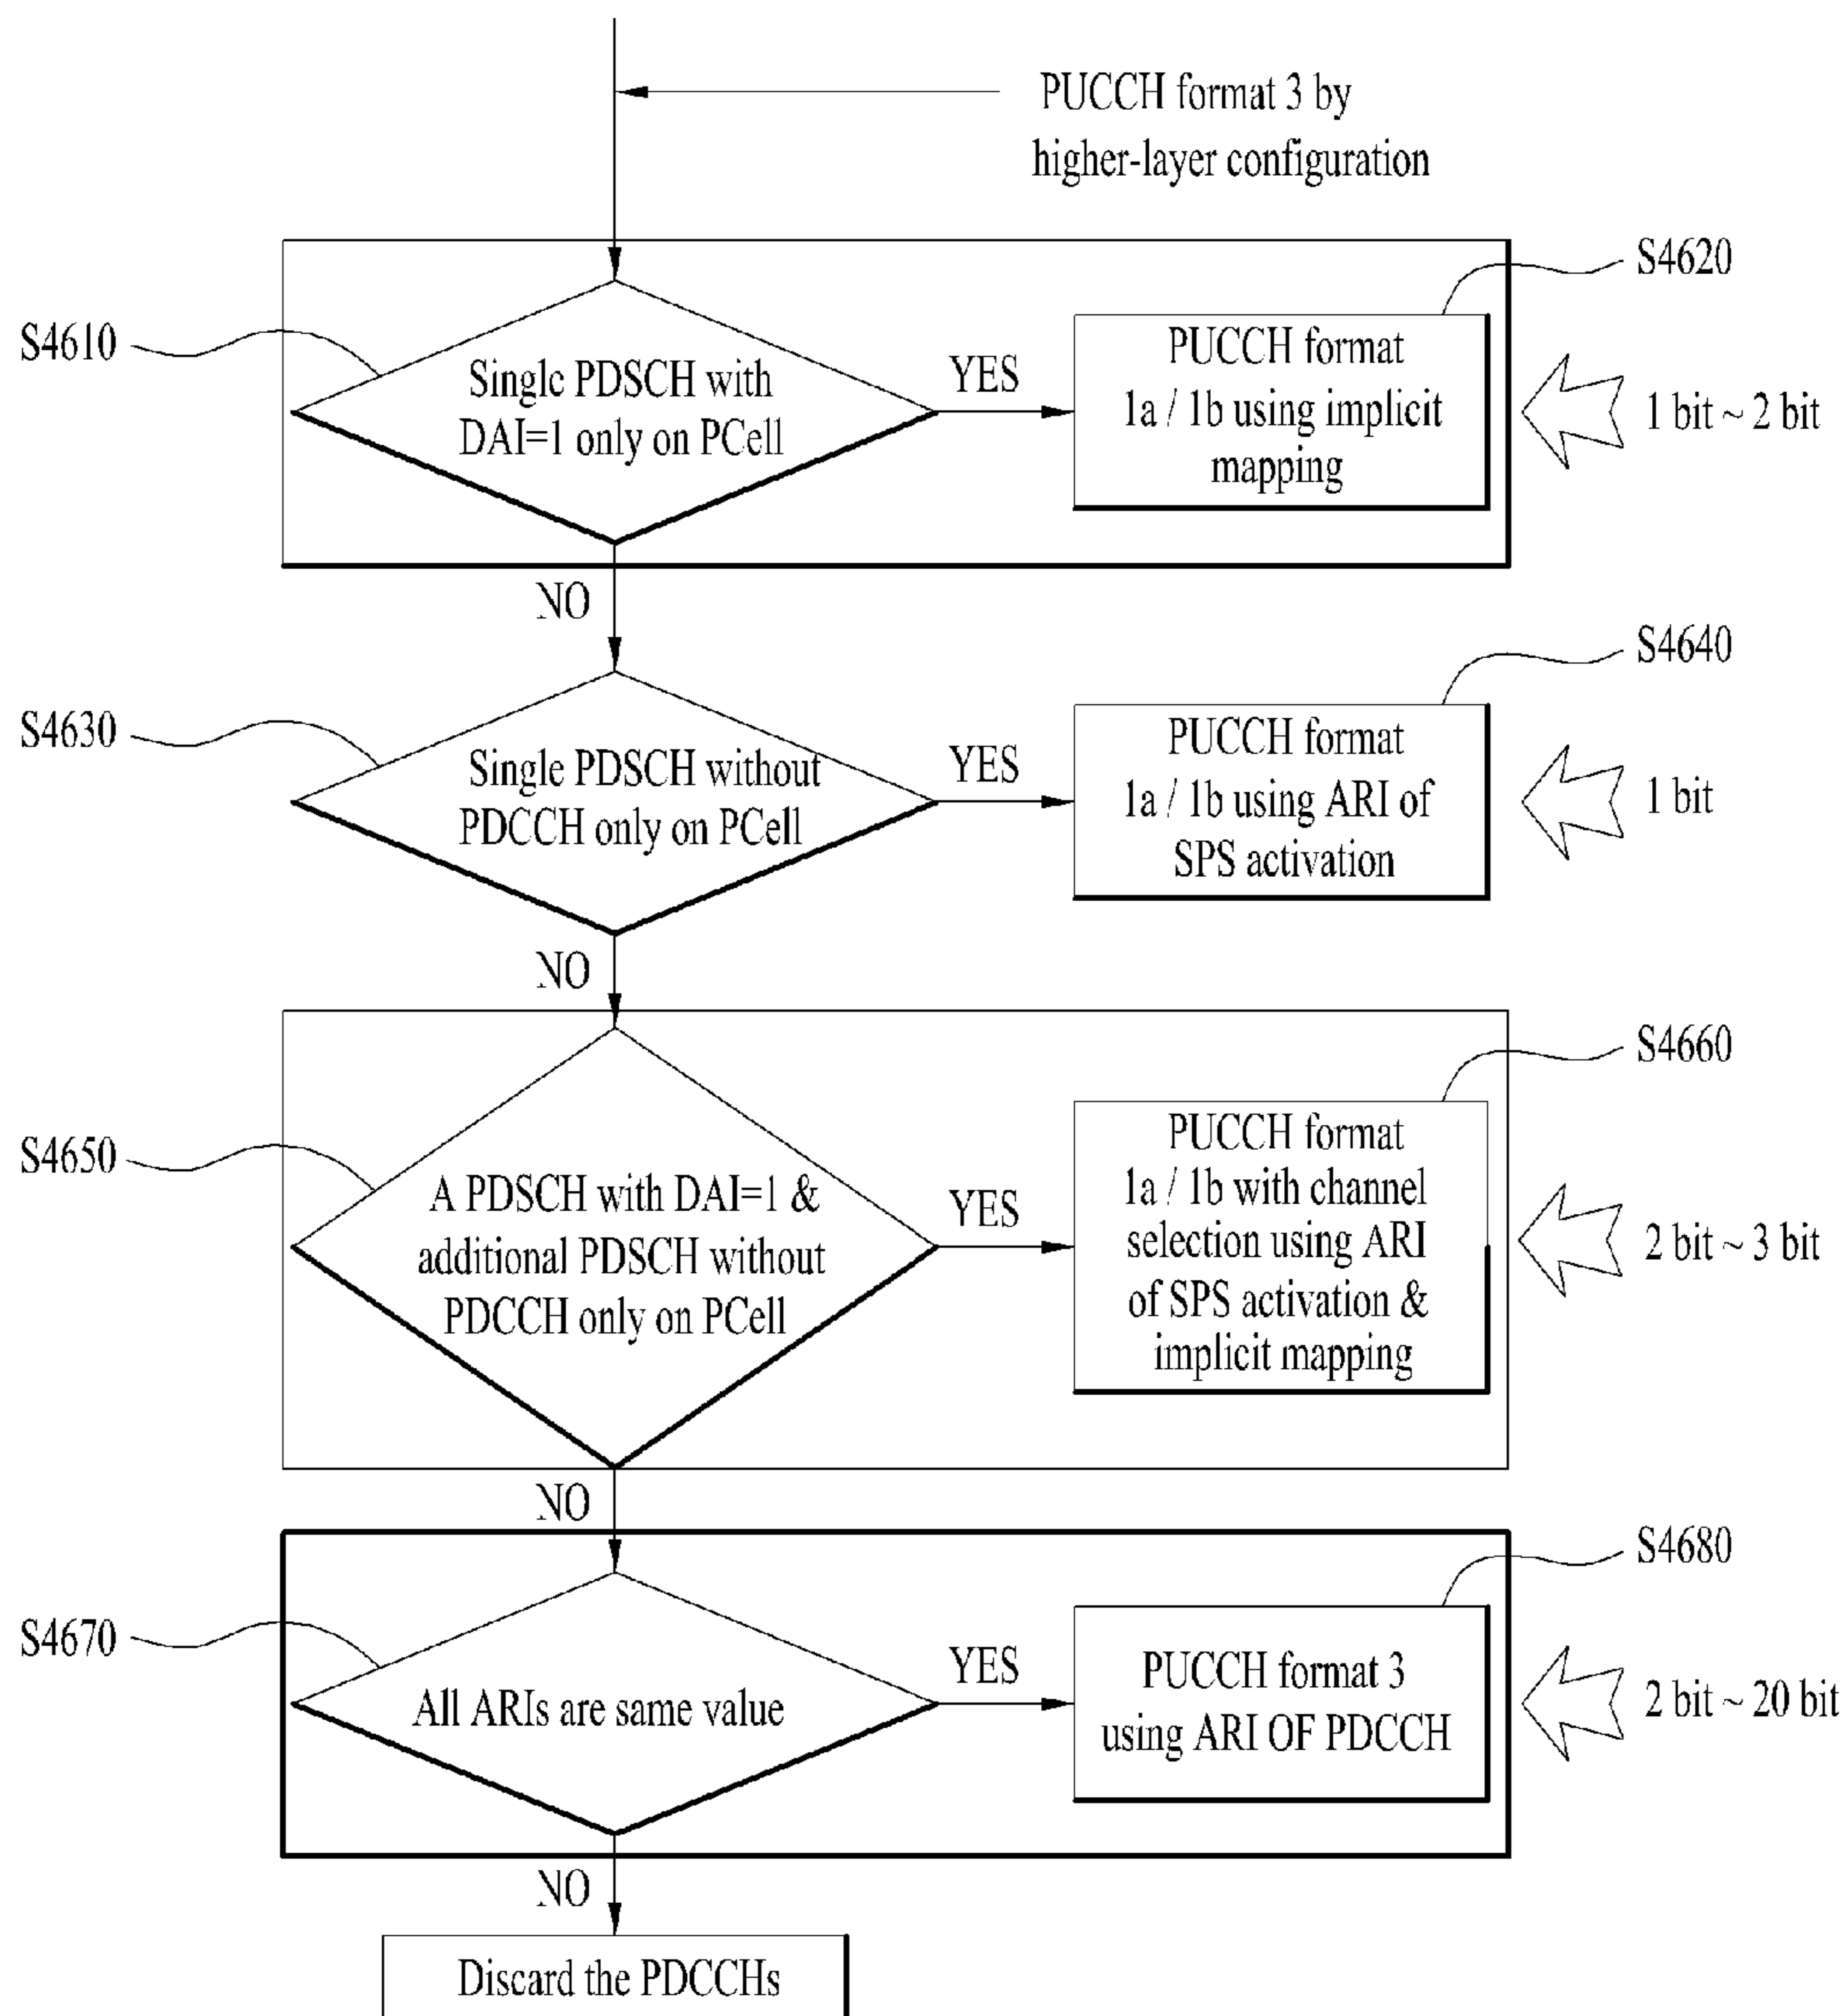 PUCCH format 3 by
higher-layer configuration
S4620
S4610
Single PDSCH with
DAI=1 only on PCell
YES
PUCCH format
1a / 1b using implicit
mapping
1 bit ~ 2 bit
NO
S4640
S4630
Single PDSCH without
PDCCH only on PCell
YES
PUCCH format
1a / 1b using ARI of
SPS activation
1 bit
NO
S4660
S4650
A PDSCH with DAI=1 &
additional PDSCH without
PDCCH only on PCell
YES
PUCCH format
1a / 1b with channel
selection using ARI
of SPS activation &
implicit mapping
2 bit ~ 3 bit
NO
S4680
S4670
All ARIs are same value
YES
PUCCH format 3
using ARI OF PDCCH
2 bit ~ 20 bit
NO
Discard the PDCCHs